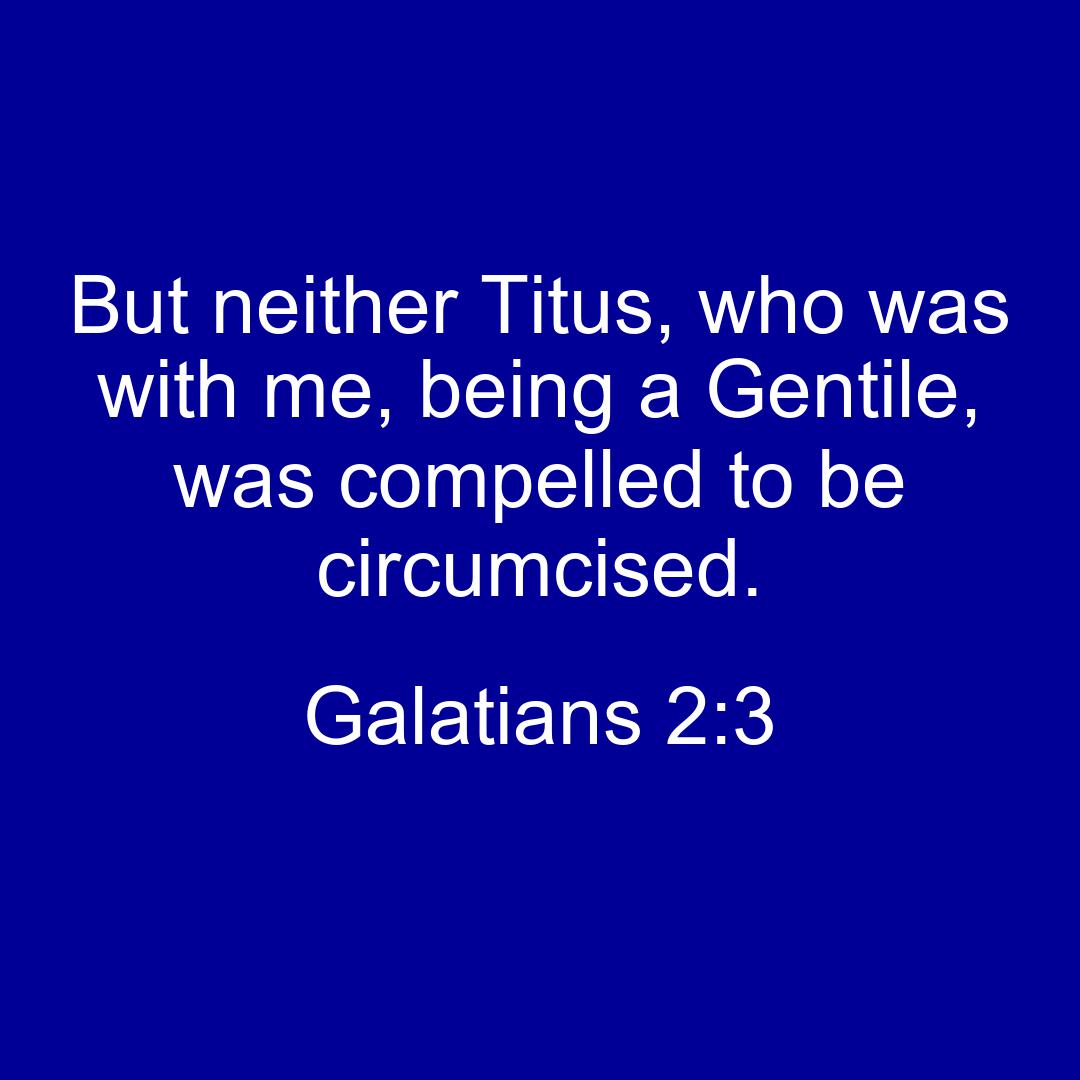 But neither Titus, who was
with me, being a Gentile,
was compelled to be
circumcised.
Galatians 2:3